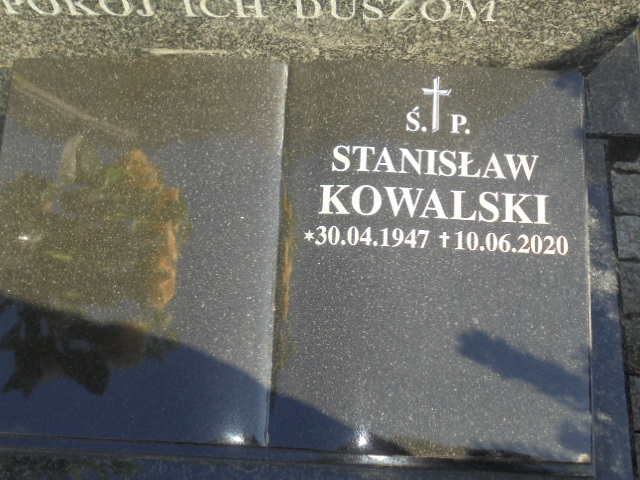 POKÓJ ICH DUSZOM
Ś. P.
STANISŁAW
KOWALSKI
*30.04.1947 †10.06.2020